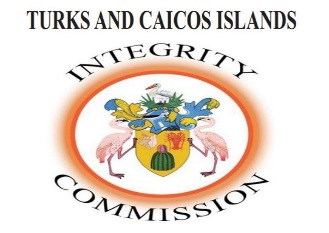 TURKS AND CAICOS ISLANDS
INTEGRITY
COMMISSION